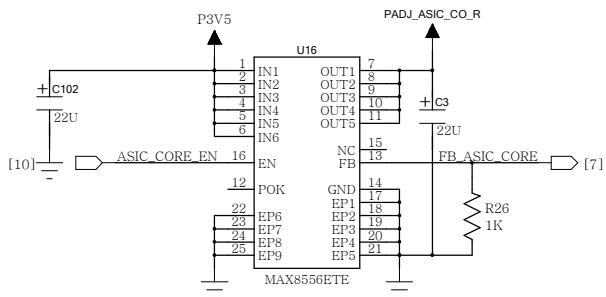 P3V5
PADJ_ASIC_CO_R
U16
1 IN1 OUT1 7
2 IN2 OUT2 8
3 IN3 OUT3 9
4 IN4 OUT4 10
5 IN5 OUT5 11
6 IN6
+ C102
22U
+ C3
22U
NC 15
[10] ASIC_CORE_EN 16 EN FB 13 FB_ASIC_CORE [7]
12 POK GND 14
EP1 17
22 EP6 EP2 18
23 EP7 EP3 19
24 EP8 EP4 20
25 EP9 EP5 21
R26
1K
MAX8556ETE